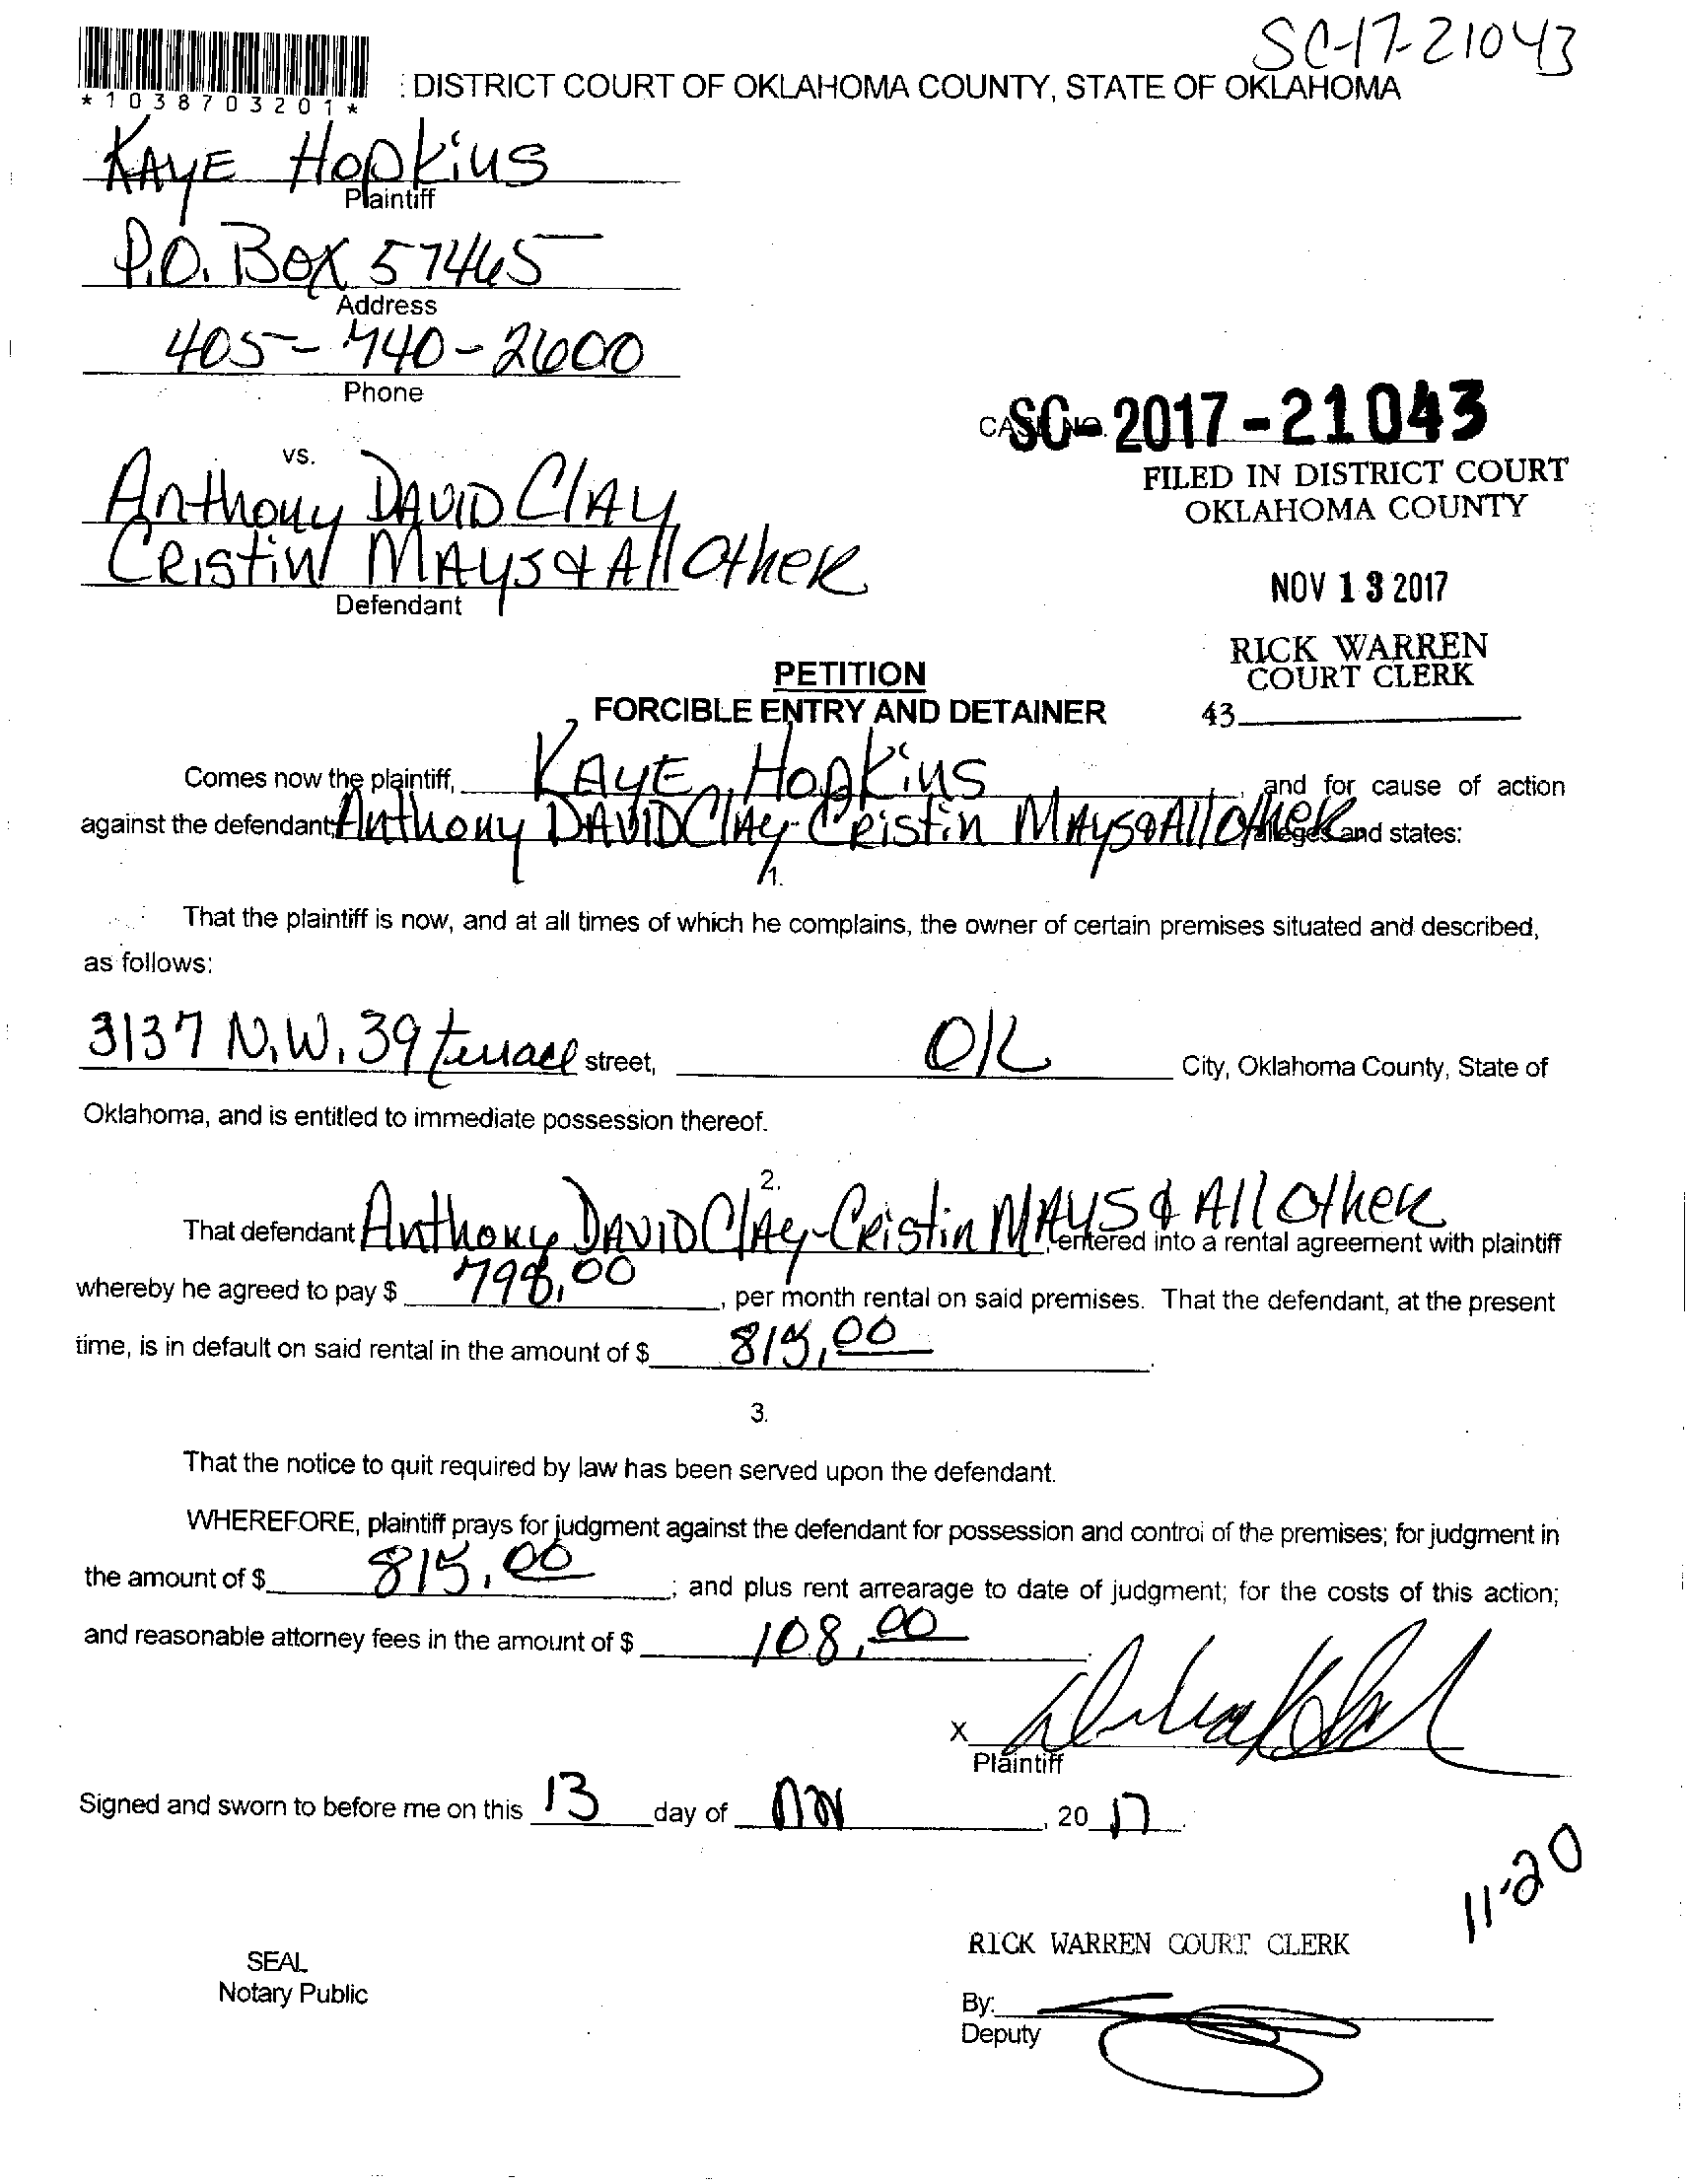 SC-17-21043
*1038703201*
: DISTRICT COURT OF OKLAHOMA COUNTY, STATE OF OKLAHOMA
KAYE Hopkins
Plaintiff
P.O. Box 57465
Address
405-740-2600
Phone
CASE NO.
SC-2017-21043
FILED IN DISTRICT COURT
OKLAHOMA COUNTY
NOV 13 2017
RICK WARREN
COURT CLERK
43
vs.
Anthony DAVID ClAy
CRistin MAYS & All OtheR
Defendant
PETITION
FORCIBLE ENTRY AND DETAINER
Comes now the plaintiff, KAYE Hopkins, and for cause of action
against the defendant Anthony DAVID ClAy-CRistin MAYS & All OtheR alleges and states:
1.
That the plaintiff is now, and at all times of which he complains, the owner of certain premises situated and described,
as follows:
3137 N.W. 39 terrace street, OK City, Oklahoma County, State of
Oklahoma, and is entitled to immediate possession thereof.
2.
That defendant Anthony DAVID ClAy-CRistin MAYS & All OtheR, entered into a rental agreement with plaintiff
whereby he agreed to pay $ 798.00, per month rental on said premises. That the defendant, at the present
time, is in default on said rental in the amount of $ 815.00.
3.
That the notice to quit required by law has been served upon the defendant.
WHEREFORE, plaintiff prays for judgment against the defendant for possession and control of the premises; for judgment in
the amount of $ 815.00; and plus rent arrearage to date of judgment; for the costs of this action;
and reasonable attorney fees in the amount of $ 108.00.
X
Plaintiff
Signed and sworn to before me on this 13 day of Nov, 20 17.
11-20
RICK WARREN COURT CLERK
SEAL
Notary Public
By:
Deputy